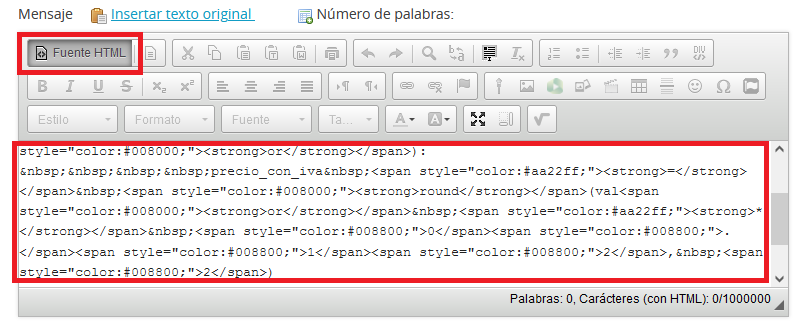 Mensaje Insertar texto original Número de palabras:
Fuente HTML
Estilo Formato Fuente Ta...
style="color:#008000;"><strong>or</strong></span>):
&nbsp;&nbsp;&nbsp;&nbsp;precio_con_iva&nbsp;<span style="color:#aa22ff;"><strong>=</strong>
</span>&nbsp;<span style="color:#008000;"><strong>round</strong></span>(val<span
style="color:#008000;"><strong>or</strong></span>&nbsp;<span style="color:#aa22ff;"><strong>*
</strong></span>&nbsp;<span style="color:#008800;">0</span><span style="color:#008800;">.
</span><span style="color:#008800;">1</span><span style="color:#008800;">2</span>,&nbsp;<span
style="color:#008800;">2</span>)
Palabras: 0, Carácteres (con HTML): 0/1000000